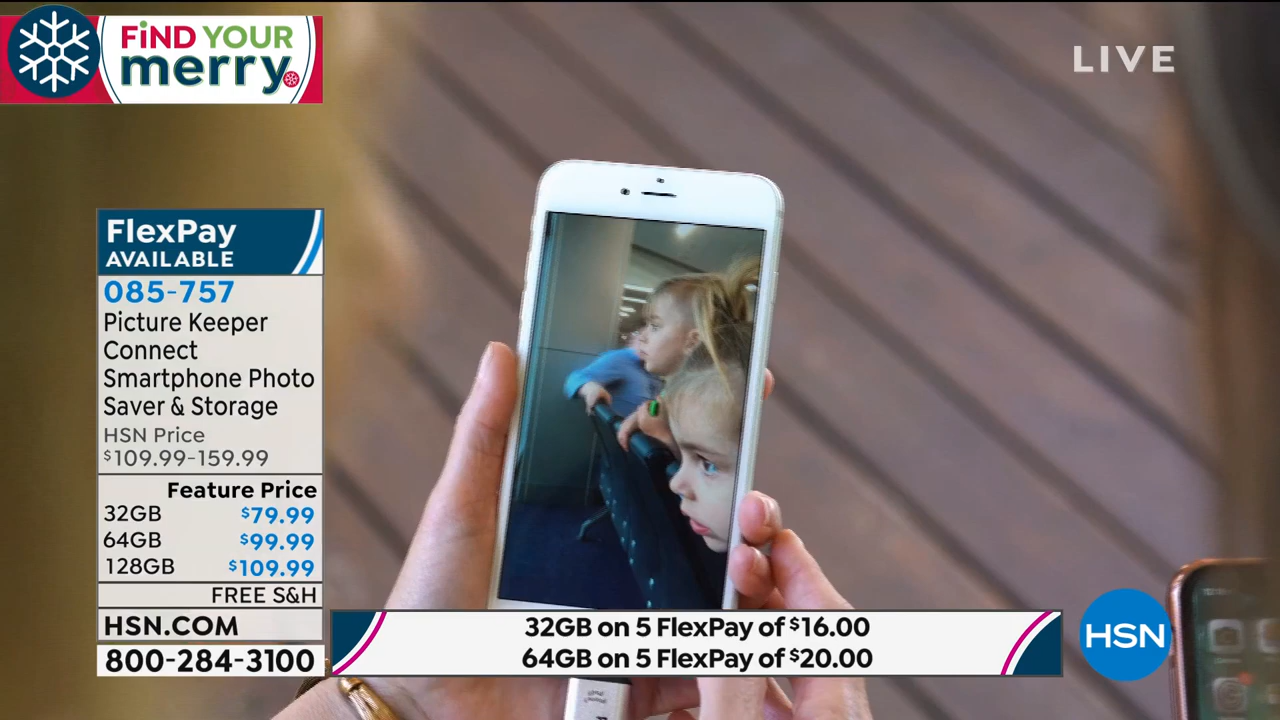 FiND YOUR
merry
LIVE
FlexPay
AVAILABLE
085-757
Picture Keeper
Connect
Smartphone Photo
Saver & Storage
HSN Price
$109.99-159.99
Feature Price
32GB $79.99
64GB $99.99
128GB $109.99
FREE S&H
HSN.COM
800-284-3100
32GB on 5 FlexPay of $16.00
64GB on 5 FlexPay of $20.00
HSN